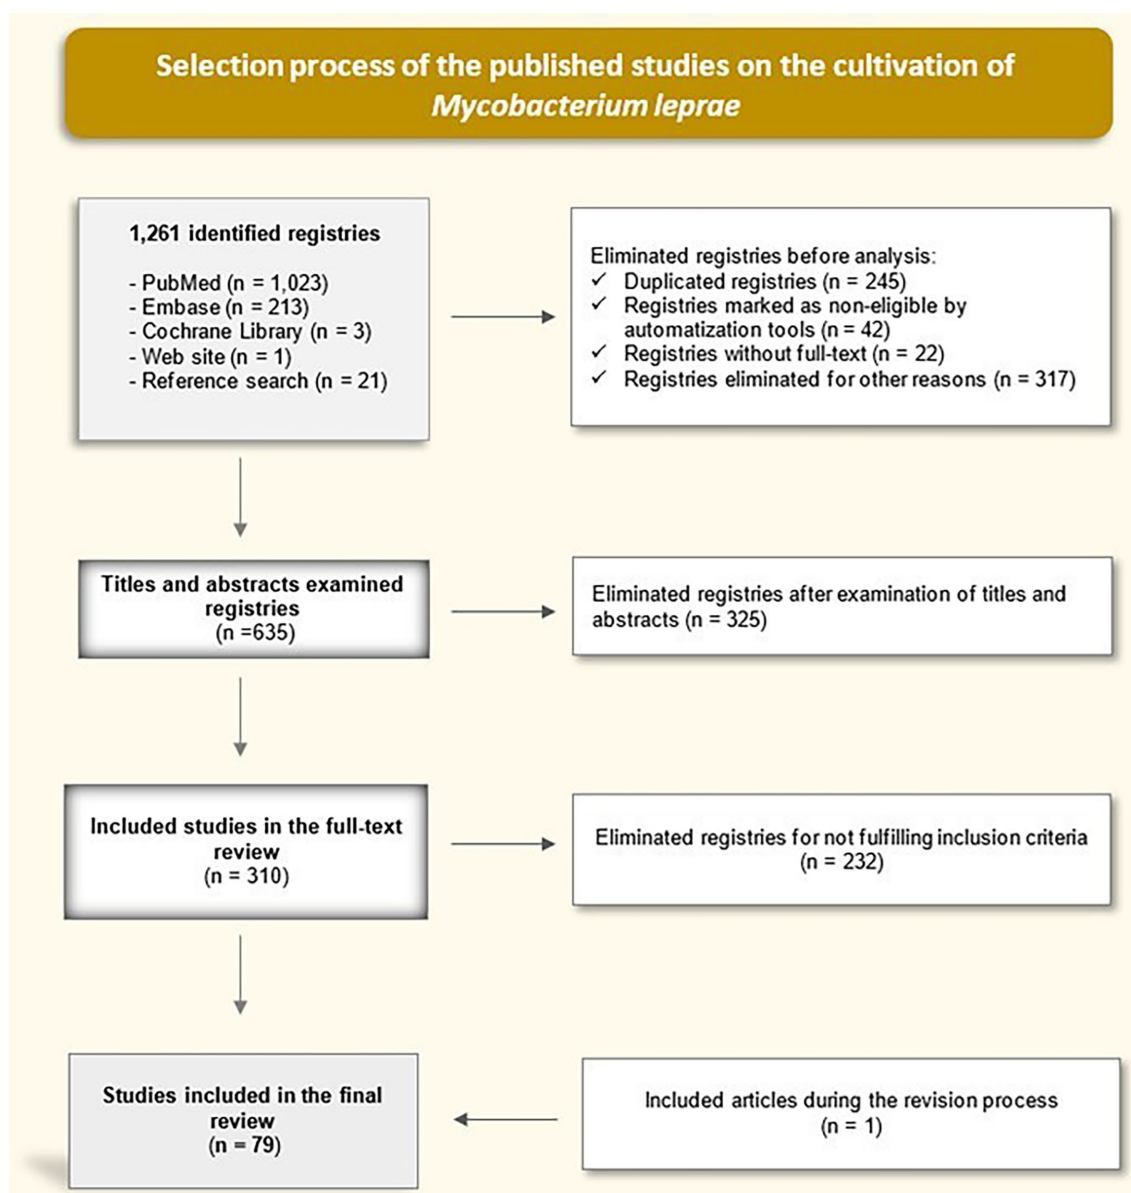 Selection process of the published studies on the cultivation of
Mycobacterium leprae
1,261 identified registries
- PubMed (n = 1,023)
- Embase (n = 213)
- Cochrane Library (n = 3)
- Web site (n = 1)
- Reference search (n = 21)
Eliminated registries before analysis:
✓ Duplicated registries (n = 245)
✓ Registries marked as non-eligible by
automatization tools (n = 42)
✓ Registries without full-text (n = 22)
✓ Registries eliminated for other reasons (n = 317)
Titles and abstracts examined
registries
(n =635)
Eliminated registries after examination of titles and
abstracts (n = 325)
Included studies in the full-text
review
(n = 310)
Eliminated registries for not fulfilling inclusion criteria
(n = 232)
Studies included in the final
review
(n = 79)
Included articles during the revision process
(n = 1)